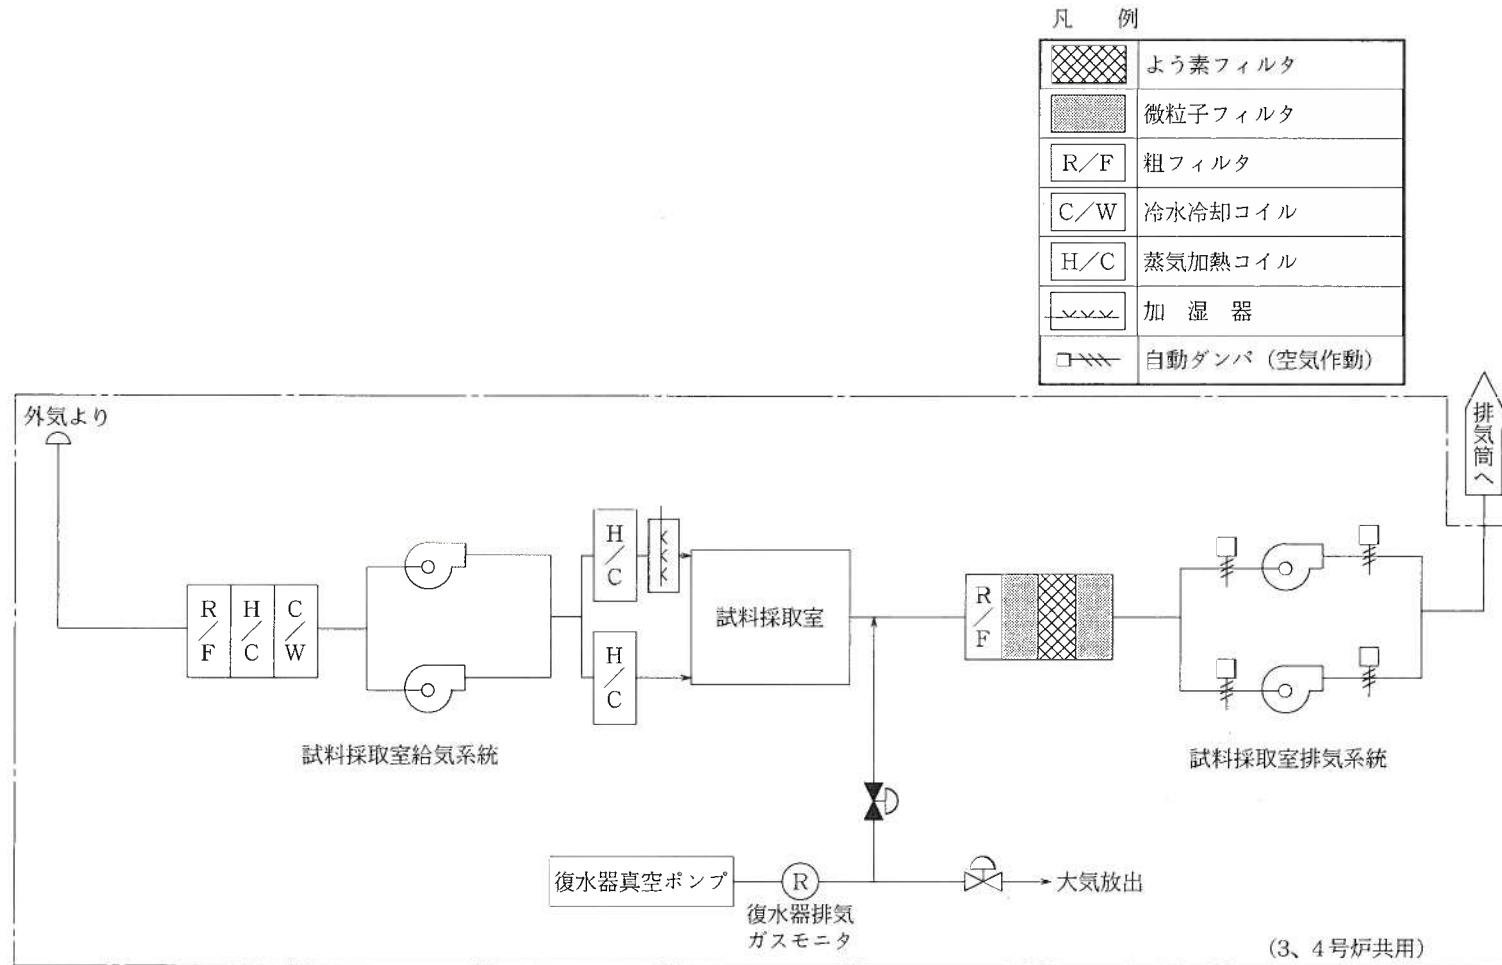 凡 例
よう素フィルタ
微粒子フィルタ
R/F 粗フィルタ
C/W 冷水冷却コイル
H/C 蒸気加熱コイル
加 湿 器
自動ダンパ（空気作動）
外気より
排気筒へ
R/F
H/C
C/W
H/C
H/C
試料採取室
R/F
試料採取室給気系統
試料採取室排気系統
復水器真空ポンプ
R
大気放出
復水器排気
ガスモニタ
（3、4号炉共用）